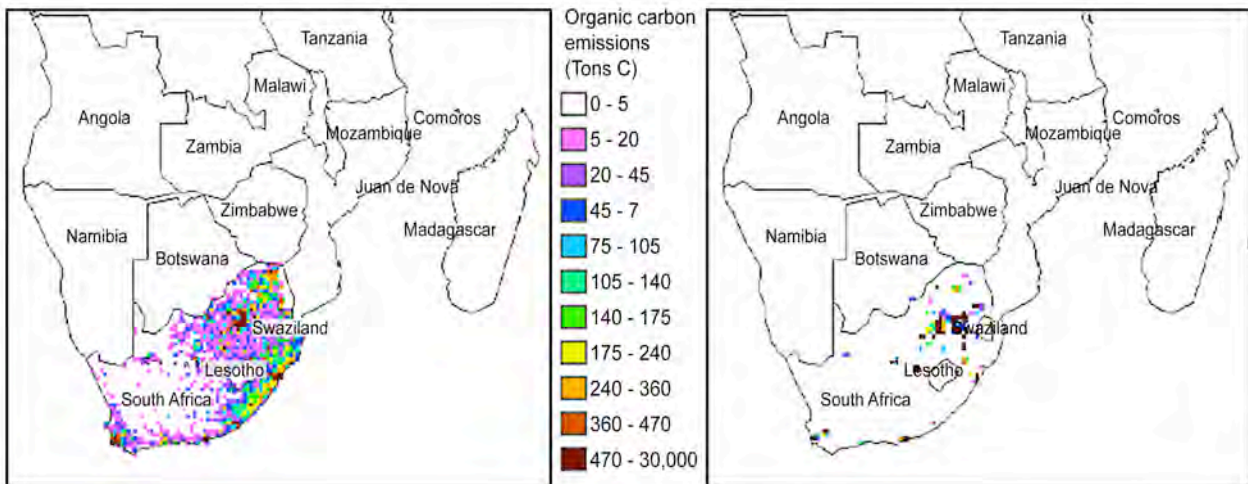 Tanzania
Malawi
Angola
Zambia
Mozambique
Comoros
Juan de Nova
Zimbabwe
Namibia
Madagascar
Botswana
Swaziland
Lesotho
South Africa
Organic carbon
emissions
(Tons C)
0 - 5
5 - 20
20 - 45
45 - 7
75 - 105
105 - 140
140 - 175
175 - 240
240 - 360
360 - 470
470 - 30,000
Tanzania
Malawi
Angola
Zambia
Mozambique
Comoros
Juan de Nova
Zimbabwe
Namibia
Madagascar
Botswana
Swaziland
Lesotho
South Africa